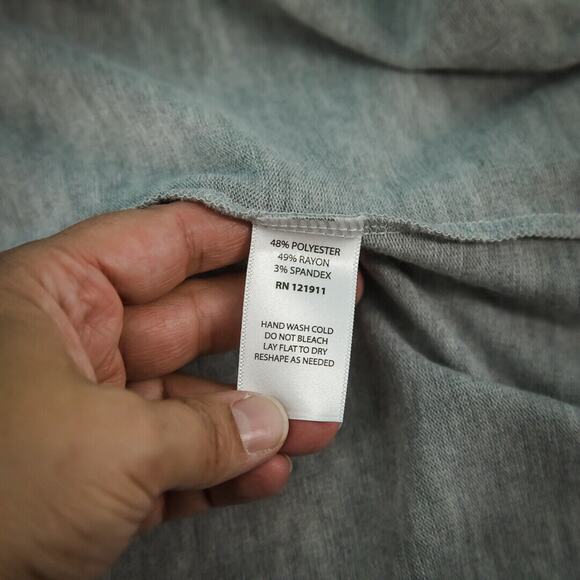 48% POLYESTER
49% RAYON
3% SPANDEX
RN 121911
HAND WASH COLD
DO NOT BLEACH
LAY FLAT TO DRY
RESHAPE AS NEEDED